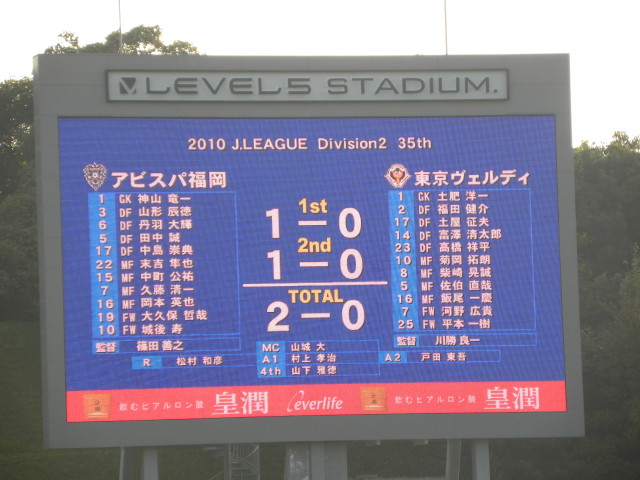 LEVEL5 STADIUM.
2010 J.LEAGUE Division2 35th
アビスパ福岡
1 GK 神山 竜一
3 DF 山形 辰徳
6 DF 丹羽 大輝
5 DF 田中 誠
17 DF 中島 崇典
22 MF 末吉 隼也
15 MF 中町 公祐
7 MF 久藤 清一
16 MF 岡本 英也
19 FW 大久保 哲哉
10 FW 城後 寿
監督 篠田 善之
1st
1-0
2nd
1-0
TOTAL
2-0
東京ヴェルディ
1 GK 土肥 洋一
2 DF 福田 健介
17 DF 土屋 征夫
14 DF 富澤 清太郎
23 DF 高橋 祥平
10 MF 菊岡 拓朗
8 MF 柴崎 晃誠
5 MF 佐伯 直哉
16 MF 飯尾 一慶
7 FW 河野 広貴
25 FW 平本 一樹
監督 川勝 良一
R 松村 和彦
MC 山城 大
A1 村上 孝治
4th 山下 雅徳
A2 戸田 東吾
飲むヒアルロン酸 皇潤 everlife 飲むヒアルロン酸 皇潤